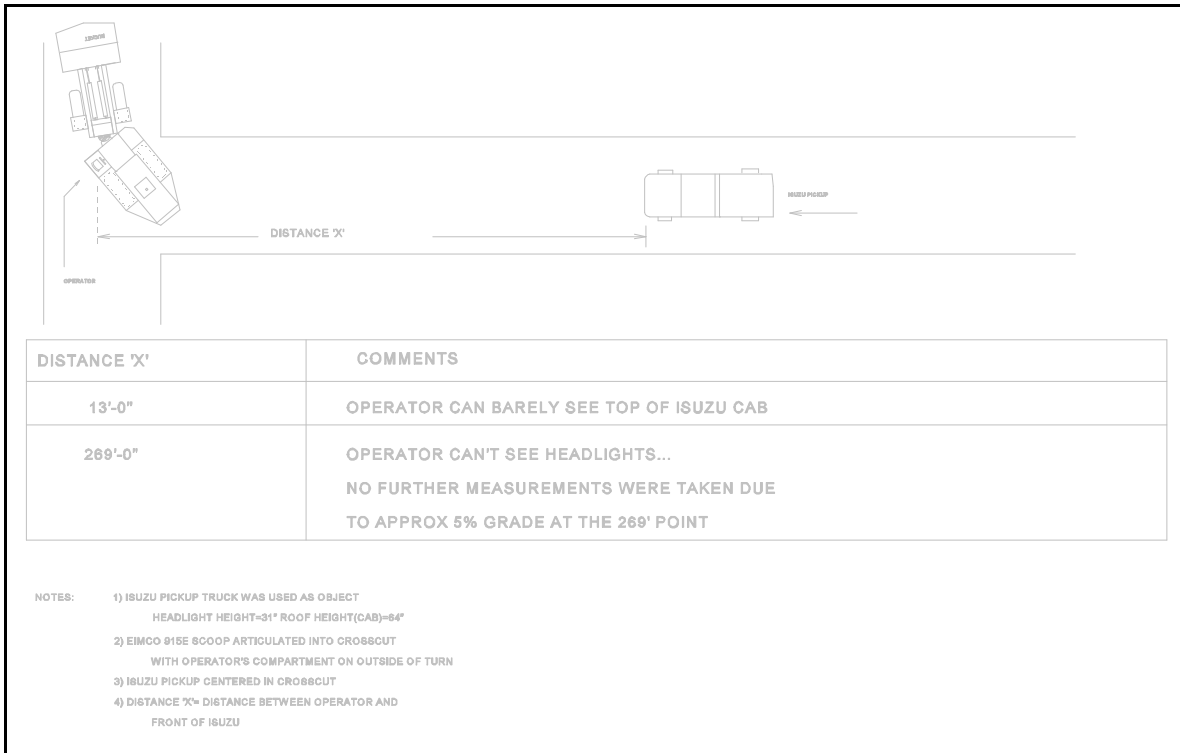 ISUZU PICKUP
DISTANCE 'X'
OPERATOR
DISTANCE 'X' COMMENTS
13'-0" OPERATOR CAN BARELY SEE TOP OF ISUZU CAB
269'-0" OPERATOR CAN'T SEE HEADLIGHTS...
NO FURTHER MEASUREMENTS WERE TAKEN DUE
TO APPROX 5% GRADE AT THE 269' POINT
NOTES: 1) ISUZU PICKUP TRUCK WAS USED AS OBJECT
HEADLIGHT HEIGHT=31" ROOF HEIGHT(CAB)=64"
2) EIMCO 915E SCOOP ARTICULATED INTO CROSSCUT
WITH OPERATOR'S COMPARTMENT ON OUTSIDE OF TURN
3) ISUZU PICKUP CENTERED IN CROSSCUT
4) DISTANCE 'X'= DISTANCE BETWEEN OPERATOR AND
FRONT OF ISUZU